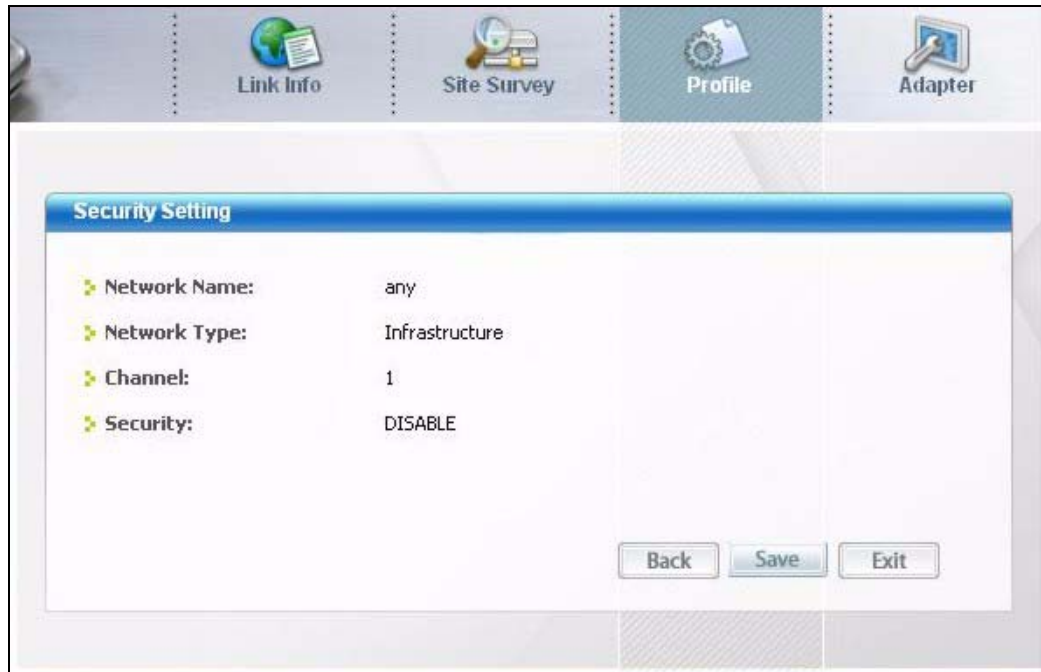 Link Info Site Survey Profile Adapter
Security Setting
Network Name: any
Network Type: Infrastructure
Channel: 1
Security: DISABLE
Back Save Exit